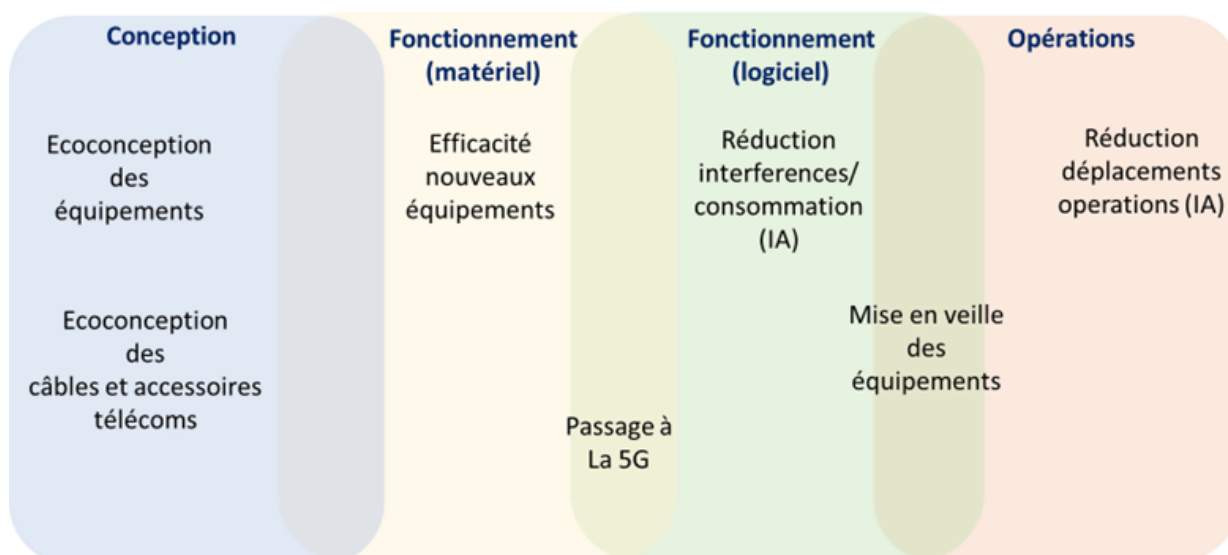 Conception
Ecoconception
des
équipements
Ecoconception
des
câbles et accessoires
télécoms
Fonctionnement
(matériel)
Efficacité
nouveaux
équipements
Passage à
La 5G
Fonctionnement
(logiciel)
Réduction
interferences/
consommation
(IA)
Mise en veille
des
équipements
Opérations
Réduction
déplacements
operations (IA)